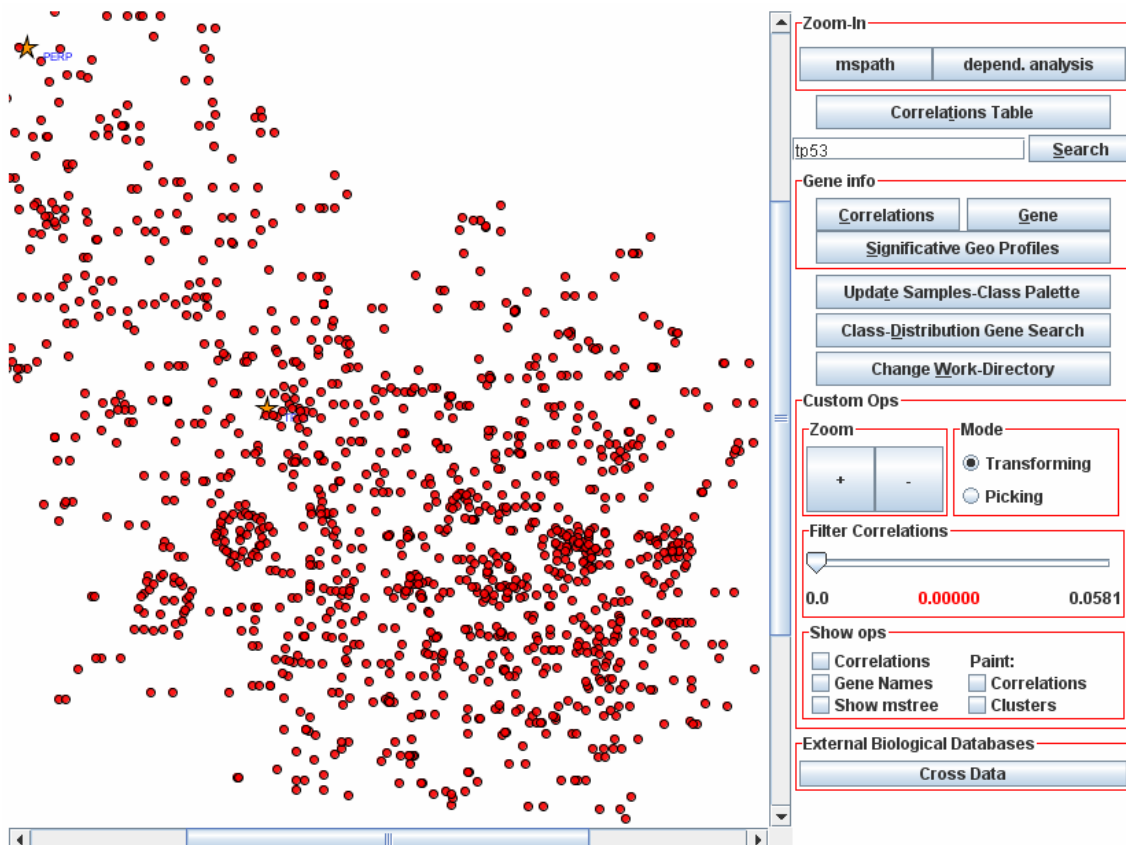 PERP
Zoom-In
mspath
depend. analysis
Correlations Table
tp53
Search
Gene info
Correlations
Gene
Significative Geo Profiles
Update Samples-Class Palette
Class-Distribution Gene Search
Change Work-Directory
Custom Ops
Zoom
Mode
+
-
Transforming
Picking
Filter Correlations
0.0
0.00000
0.0581
Show ops
Correlations
Paint:
Gene Names
Correlations
Show mstree
Clusters
External Biological Databases
Cross Data